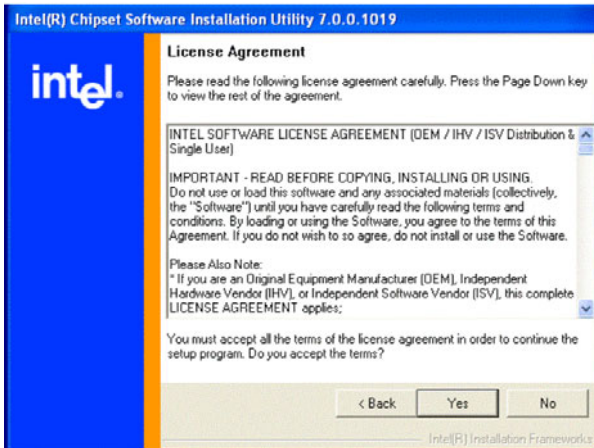 Intel(R) Chipset Software Installation Utility 7.0.0.1019
intel.
License Agreement
Please read the following license agreement carefully. Press the Page Down key
to view the rest of the agreement.
INTEL SOFTWARE LICENSE AGREEMENT (OEM / IHV / ISV Distribution &
Single User)
IMPORTANT - READ BEFORE COPYING, INSTALLING OR USING.
Do not use or load this software and any associated materials (collectively,
the "Software") until you have carefully read the following terms and
conditions. By loading or using the Software, you agree to the terms of this
Agreement. If you do not wish to so agree, do not install or use the Software.
Please Also Note:
* If you are an Original Equipment Manufacturer (OEM), Independent
Hardware Vendor (IHV), or Independent Software Vendor (ISV), this complete
LICENSE AGREEMENT applies;
You must accept all the terms of the license agreement in order to continue the
setup program. Do you accept the terms?
< Back
Yes
No
Intel(R) Installation Frameworks